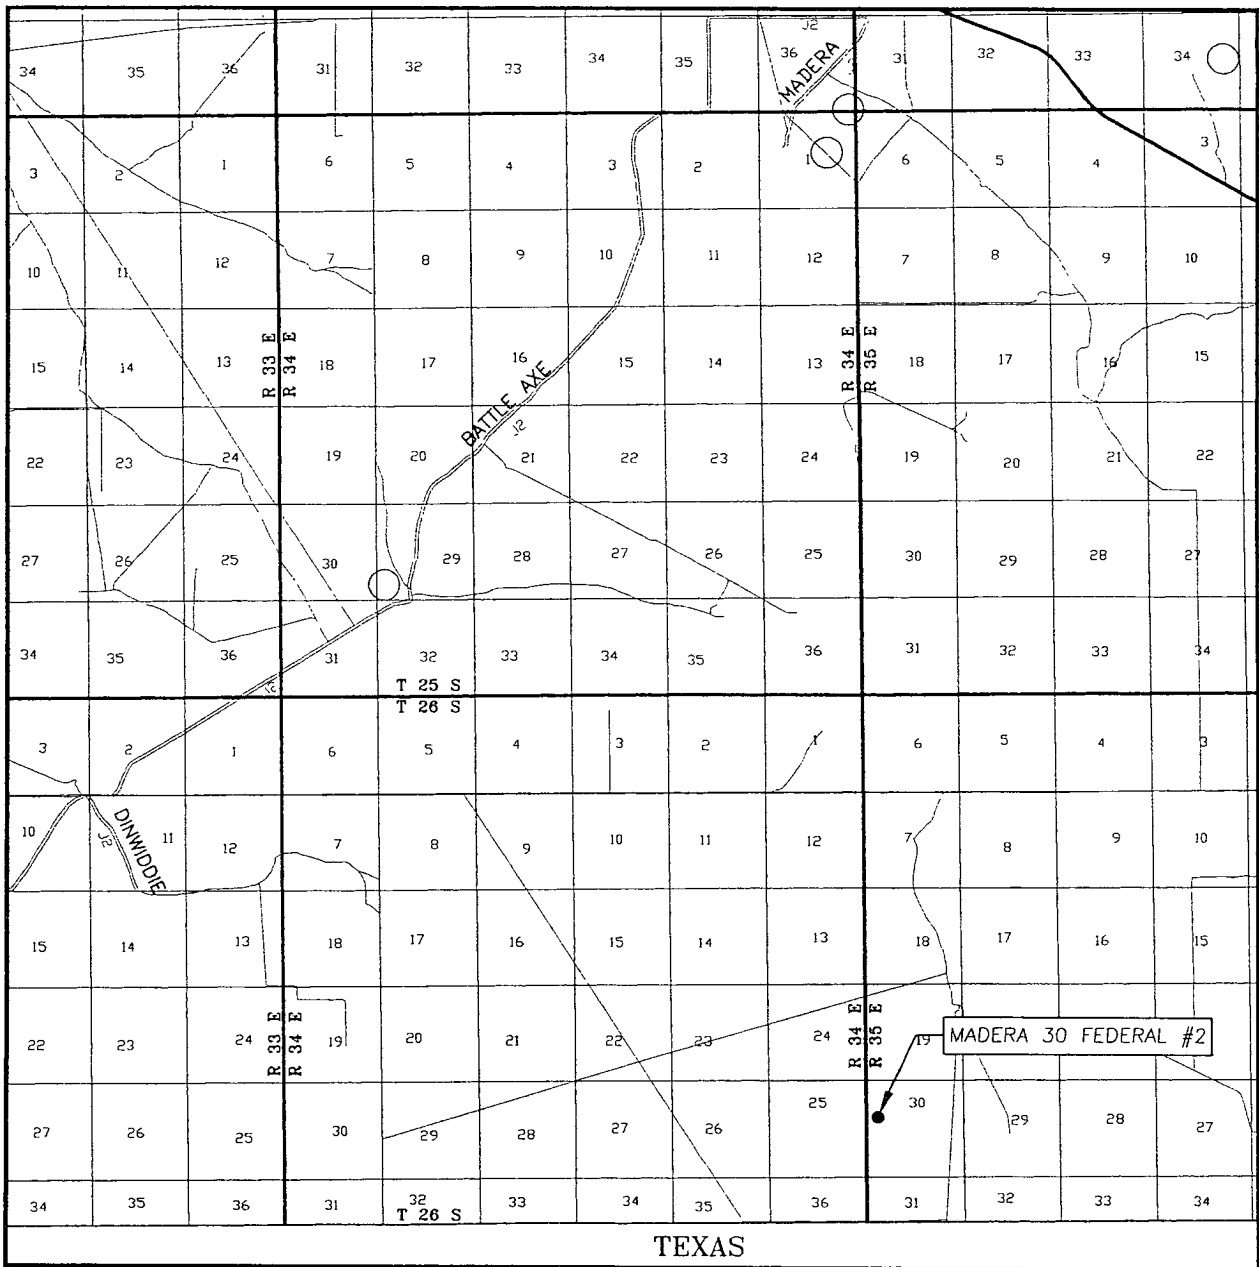 J2
34 35 36 31 32 33 34 35 36 MADERA 31 32 33 34
3 2 1 6 5 4 3 2 1 6 5 4 3
10 11 12 7 8 9 10 11 12 7 8 9 10
R 33 E R 34 E R 34 E R 35 E
15 14 13 18 17 16 15 14 13 18 17 16 15
BATTLE AXE
J2
22 23 24 19 20 21 22 23 24 19 20 21 22
27 26 25 30 29 28 27 26 25 30 29 28 27
34 35 36 31 32 33 34 35 36 31 32 33 34
J2
T 25 S
T 26 S
3 2 1 6 5 4 3 2 1 6 5 4 3
10 J2 DINWIDDIE 11 12 7 8 9 10 11 12 7 8 9 10
15 14 13 18 17 16 15 14 13 18 17 16 15
R 33 E R 34 E R 34 E R 35 E
22 23 24 19 20 21 22 23 24 19
MADERA 30 FEDERAL #2
27 26 25 30 29 28 27 26 25 30 29 28 27
34 35 36 31 32 33 34 35 36 31 32 33 34
T 26 S
TEXAS